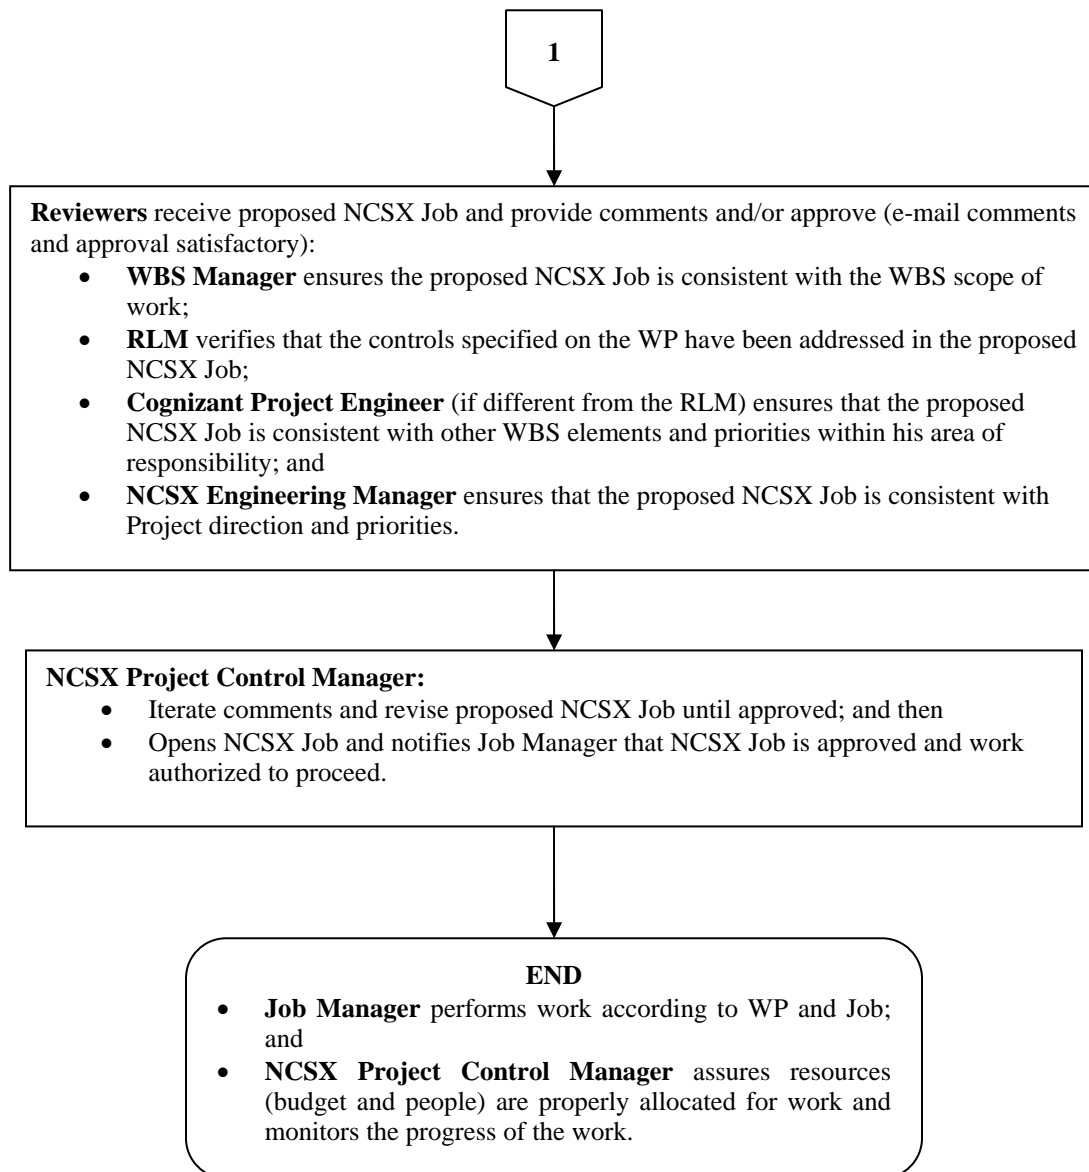 1
Reviewers receive proposed NCSX Job and provide comments and/or approve (e-mail comments
and approval satisfactory):
• WBS Manager ensures the proposed NCSX Job is consistent with the WBS scope of
work;
• RLM verifies that the controls specified on the WP have been addressed in the proposed
NCSX Job;
• Cognizant Project Engineer (if different from the RLM) ensures that the proposed
NCSX Job is consistent with other WBS elements and priorities within his area of
responsibility; and
• NCSX Engineering Manager ensures that the proposed NCSX Job is consistent with
Project direction and priorities.
NCSX Project Control Manager:
• Iterate comments and revise proposed NCSX Job until approved; and then
• Opens NCSX Job and notifies Job Manager that NCSX Job is approved and work
authorized to proceed.
END
• Job Manager performs work according to WP and Job;
and
• NCSX Project Control Manager assures resources
(budget and people) are properly allocated for work and
monitors the progress of the work.